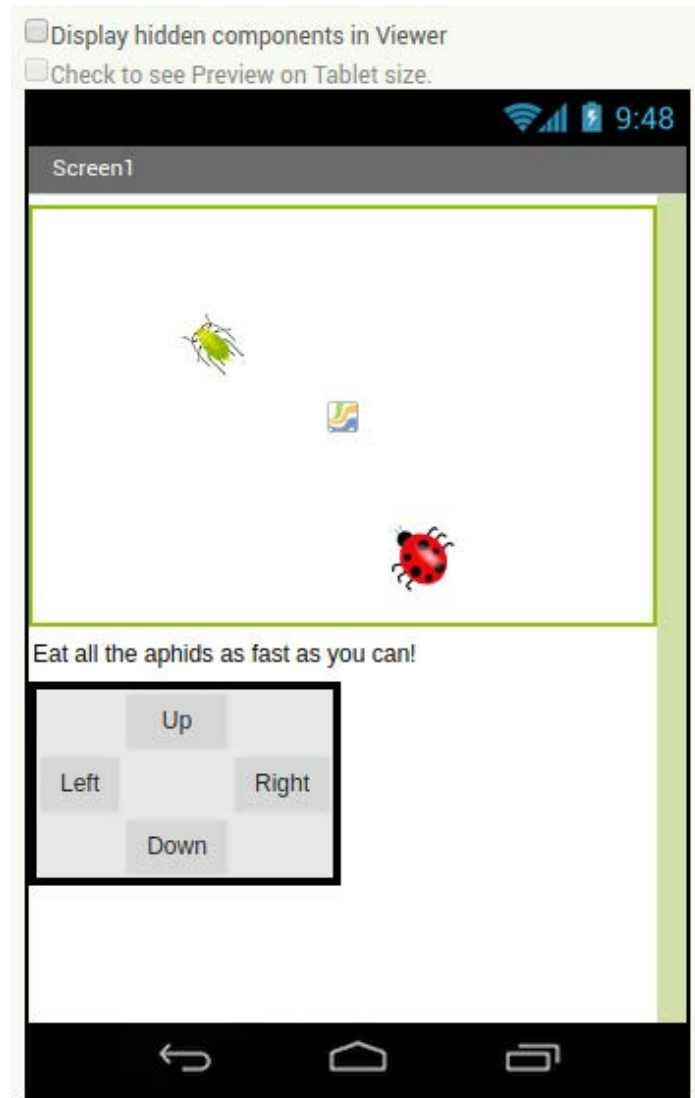 Display hidden components in Viewer
Check to see Preview on Tablet size.
9:48
Screen1
Eat all the aphids as fast as you can!
Up
Left Right
Down